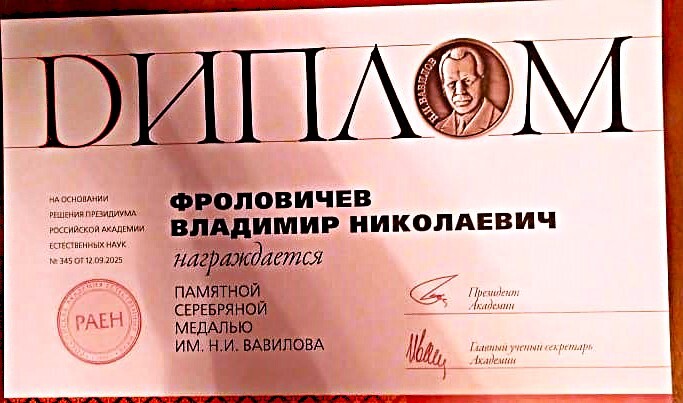 ДИПЛОМ
Н.И. ВАВИЛОВ
НА ОСНОВАНИИ
РЕШЕНИЯ ПРЕЗИДИУМА
РОССИЙСКОЙ АКАДЕМИИ
ЕСТЕСТВЕННЫХ НАУК
№ 345 ОТ 12.09.2025
ФРОЛОВИЧЕВ
ВЛАДИМИР НИКОЛАЕВИЧ
награждается
ПАМЯТНОЙ
СЕРЕБРЯНОЙ
МЕДАЛЬЮ
ИМ. Н.И. ВАВИЛОВА
РАЕН
Президент
Академии
Главный ученый секретарь
Академии